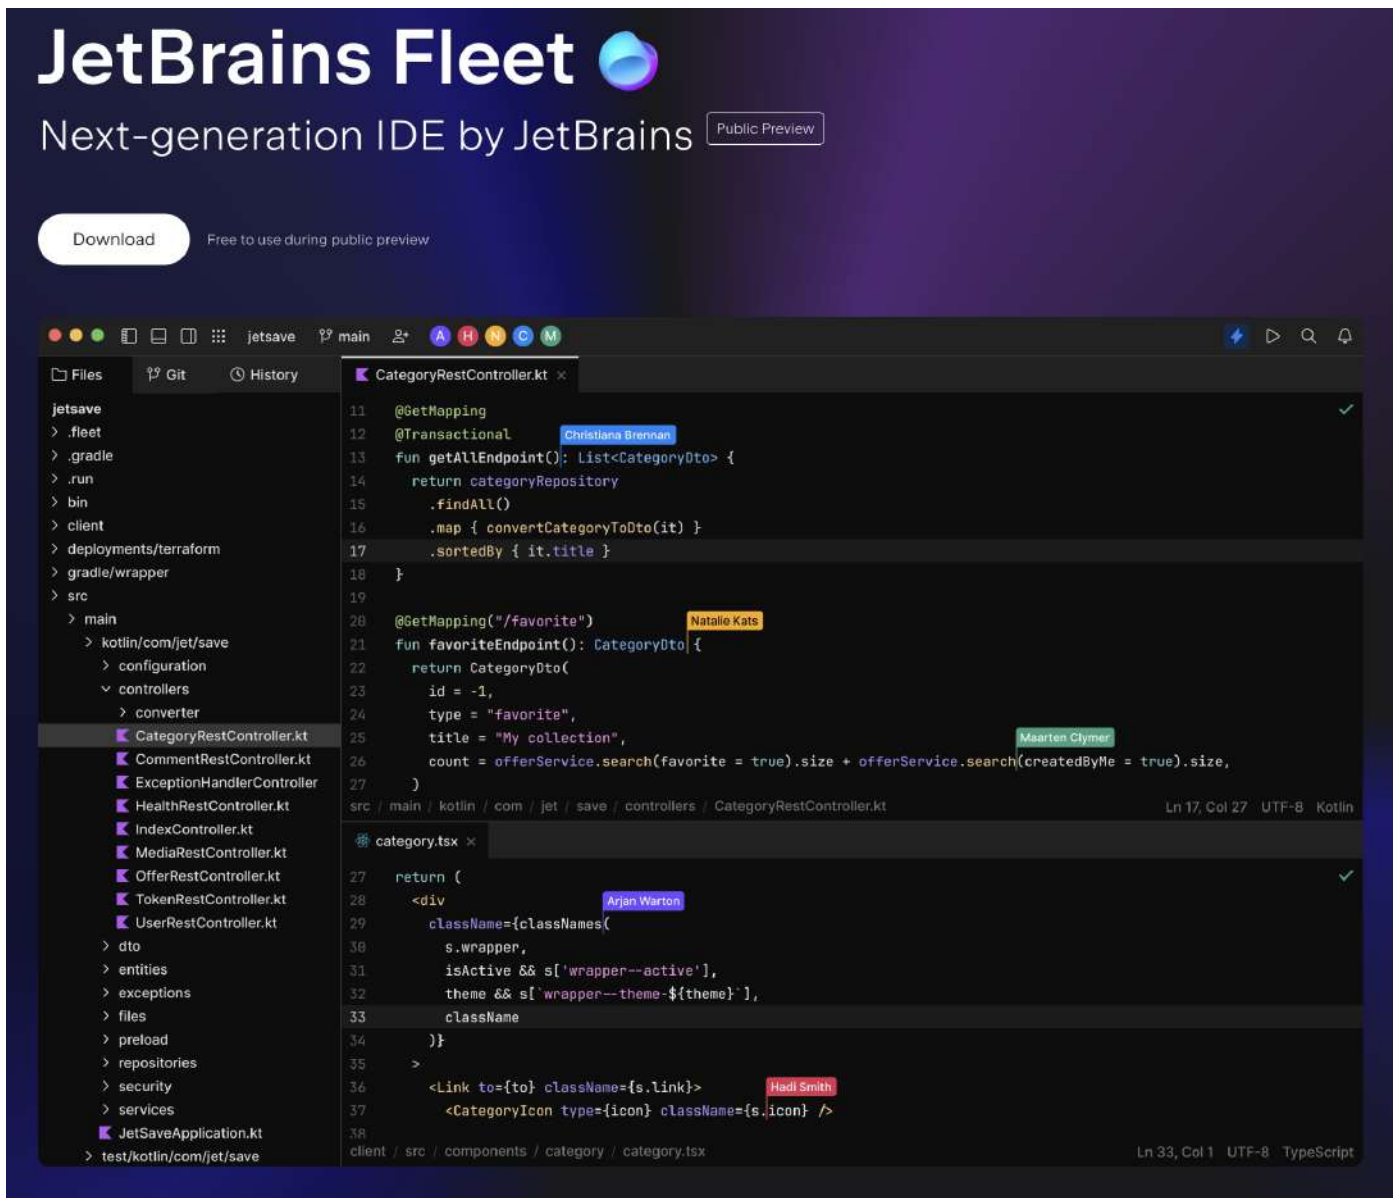 JetBrains Fleet
Next-generation IDE by JetBrains Public Preview
Download Free to use during public preview
jetsave main A H N C M
Files Git History
jetsave
.fleet
.gradle
.run
bin
client
deployments/terraform
gradle/wrapper
src
main
kotlin/com/jet/save
configuration
controllers
converter
CategoryRestController.kt
CommentRestController.kt
ExceptionHandlerController
HealthRestController.kt
IndexController.kt
MediaRestController.kt
OfferRestController.kt
TokenRestController.kt
UserRestController.kt
dto
entities
exceptions
files
preload
repositories
security
services
JetSaveApplication.kt
test/kotlin/com/jet/save
CategoryRestController.kt ×
11 @GetMapping
12 @Transactional
Christiana Brennan
13 fun getAllEndpoint(): List<CategoryDto> {
14 return categoryRepository
15 .findAll()
16 .map { convertCategoryToDto(it) }
17 .sortedBy { it.title }
18 }
19
20 @GetMapping("/favorite")
Natalie Kats
21 fun favoriteEndpoint(): CategoryDto {
22 return CategoryDto(
23 id = -1,
24 type = "favorite",
25 title = "My collection",
Maarten Clymer
26 count = offerService.search(favorite = true).size + offerService.search(createdByMe = true).size,
27 )
src / main / kotlin / com / jet / save / controllers / CategoryRestController.kt Ln 17, Col 27 UTF-8 Kotlin
category.tsx ×
27 return (
28 <div
Arjan Warton
29 className={classNames(
30 s.wrapper,
31 isActive && s['wrapper--active'],
32 theme && s[`wrapper--theme-${theme}`],
33 className
34 )}
35 >
36 <Link to={to} className={s.link}>
Hadi Smith
37 <CategoryIcon type={icon} className={s.icon} />
38
client / src / components / category / category.tsx Ln 33, Col 1 UTF-8 TypeScript